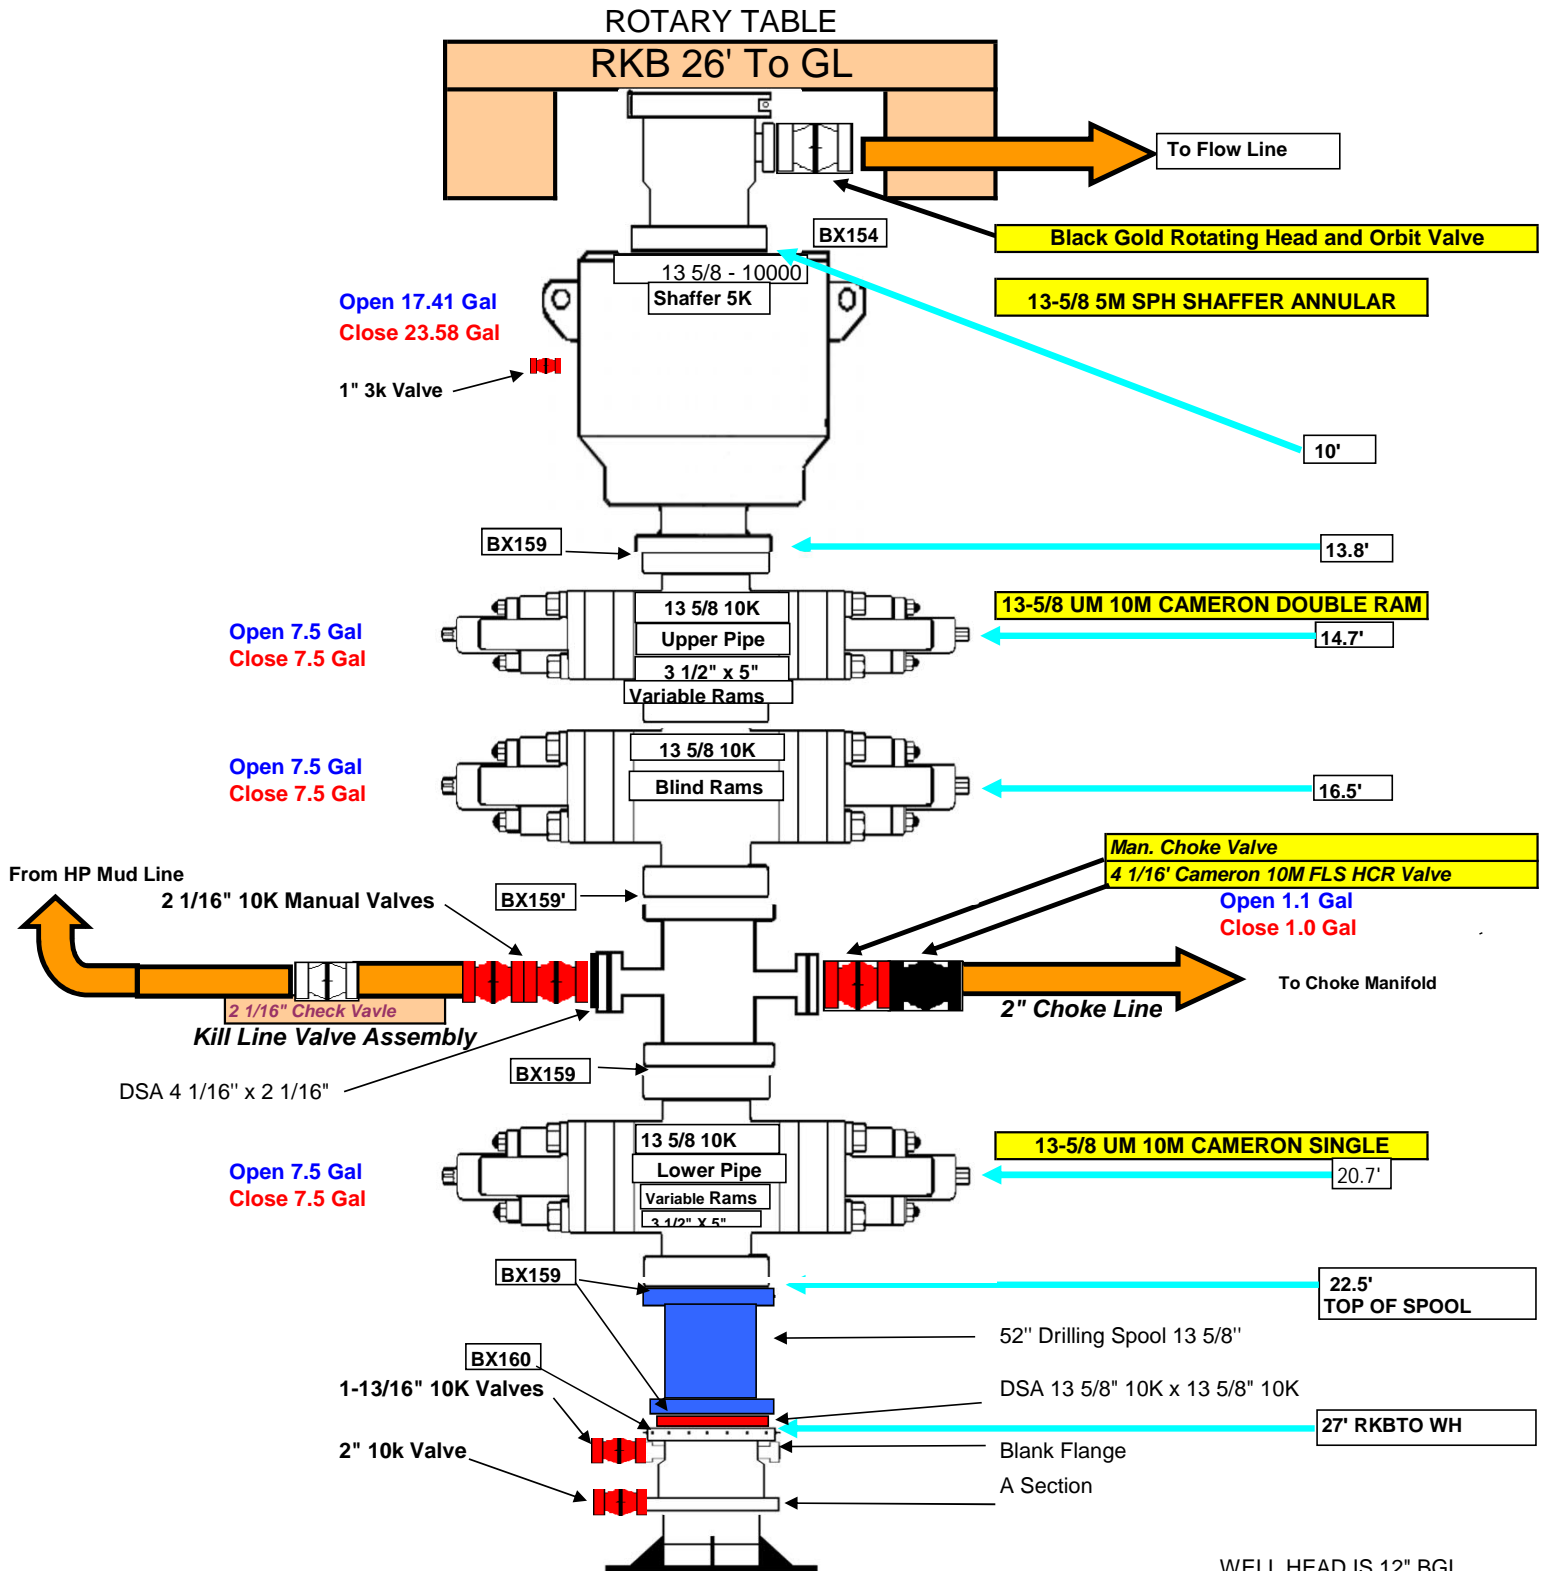 ROTARY TABLE
RKB 26' To GL
To Flow Line
BX154
Black Gold Rotating Head and Orbit Valve
13 5/8 - 10000
Shaffer 5K
13-5/8 5M SPH SHAFFER ANNULAR
Open 17.41 Gal
Close 23.58 Gal
1" 3k Valve
10'
BX159
13.8'
13 5/8 10K
Upper Pipe
3 1/2" x 5"
Variable Rams
13-5/8 UM 10M CAMERON DOUBLE RAM
14.7'
Open 7.5 Gal
Close 7.5 Gal
13 5/8 10K
Blind Rams
Open 7.5 Gal
Close 7.5 Gal
16.5'
Man. Choke Valve
4 1/16' Cameron 10M FLS HCR Valve
Open 1.1 Gal
Close 1.0 Gal
From HP Mud Line
2 1/16" 10K Manual Valves
BX159'
To Choke Manifold
2" Choke Line
2 1/16" Check Vavle
Kill Line Valve Assembly
DSA 4 1/16" x 2 1/16"
BX159
13 5/8 10K
Lower Pipe
Variable Rams
3 1/2" X 5"
13-5/8 UM 10M CAMERON SINGLE
20.7'
Open 7.5 Gal
Close 7.5 Gal
BX159
22.5'
TOP OF SPOOL
52" Drilling Spool 13 5/8"
BX160
1-13/16" 10K Valves
DSA 13 5/8" 10K x 13 5/8" 10K
27' RKBTO WH
2" 10k Valve
Blank Flange
A Section
WELL HEAD IS 12" BGL